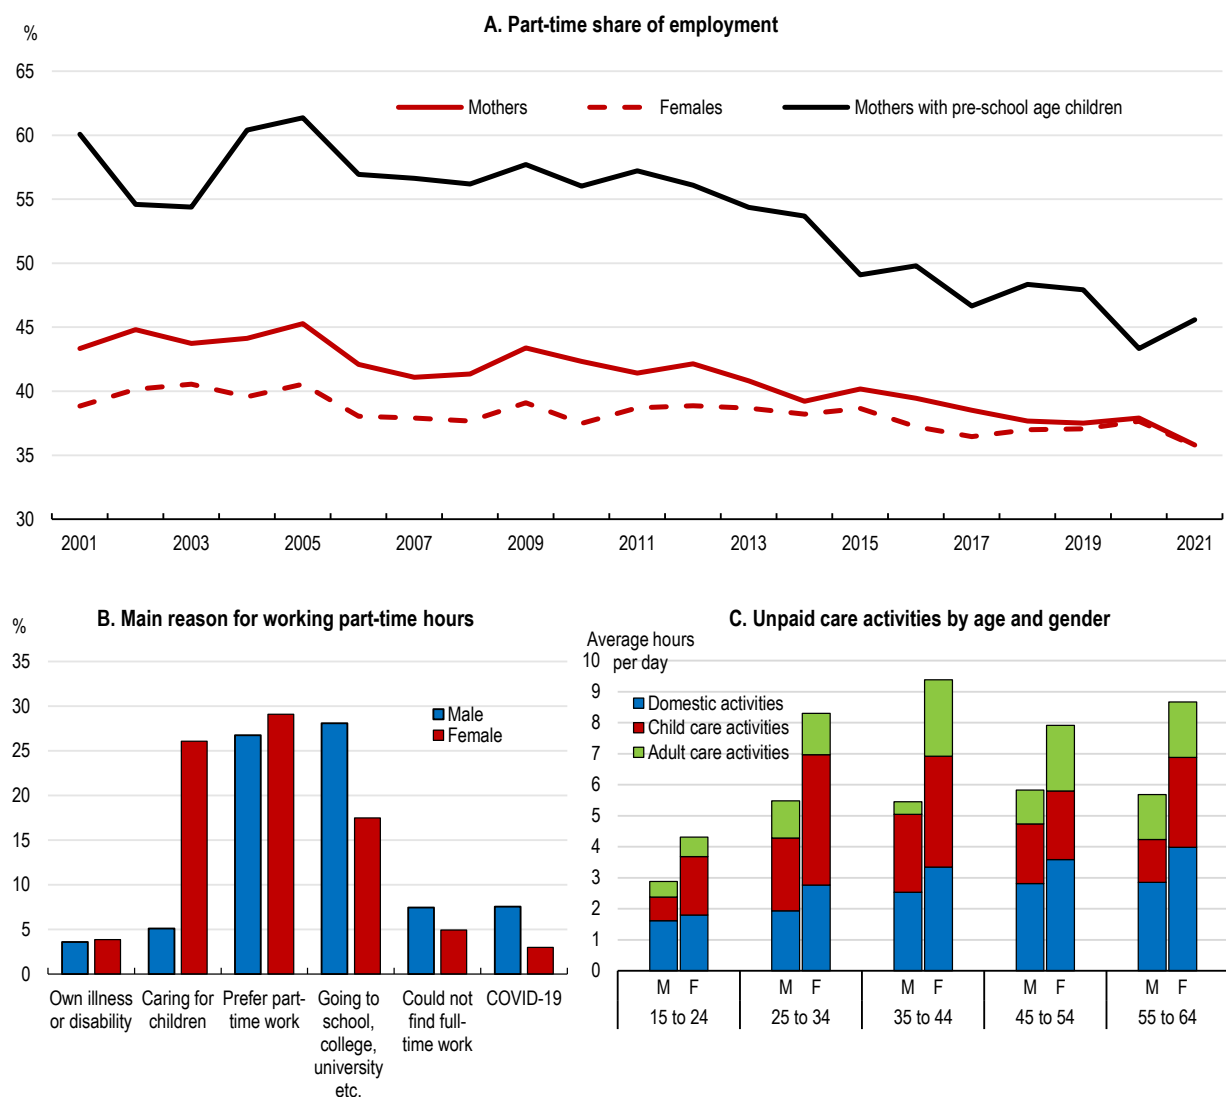 A. Part-time share of employment
%
65
60
55
50
45
40
35
30
Mothers
Females
Mothers with pre-school age children
2001
2003
2005
2007
2009
2011
2013
2015
2017
2019
2021
B. Main reason for working part-time hours
%
35
30
25
20
15
10
5
0
Male
Female
Own illness
or disability
Caring for
children
Prefer part-
time work
Going to
school,
college,
university
etc.
Could not
find full-
time work
COVID-19
C. Unpaid care activities by age and gender
Average hours
per day
10
9
8
7
6
5
4
3
2
1
0
Domestic activities
Child care activities
Adult care activities
M F M F M F M F M F
15 to 24
25 to 34
35 to 44
45 to 54
55 to 64